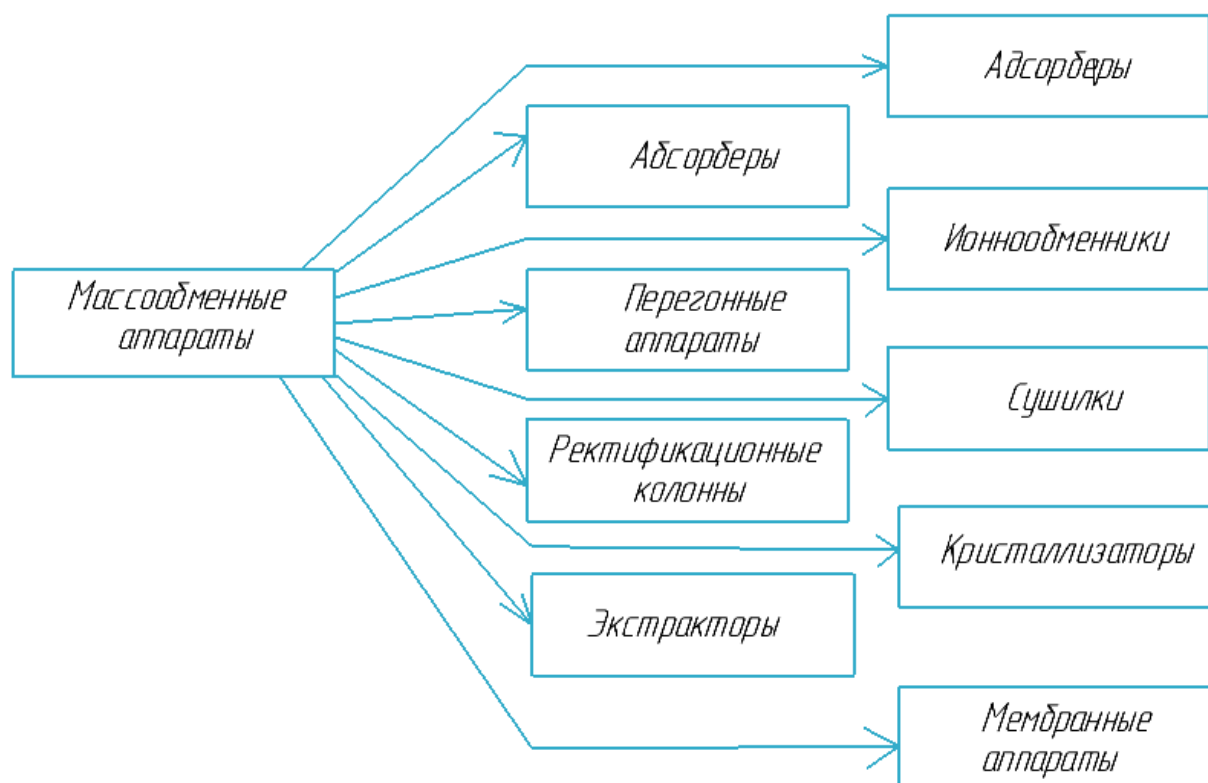 Адсорберы
Абсорберы
Ионнообменники
Массообменные
аппараты
Перегонные
аппараты
Сушилки
Ректификационные
колонны
Кристаллизаторы
Экстракторы
Мембранные
аппараты